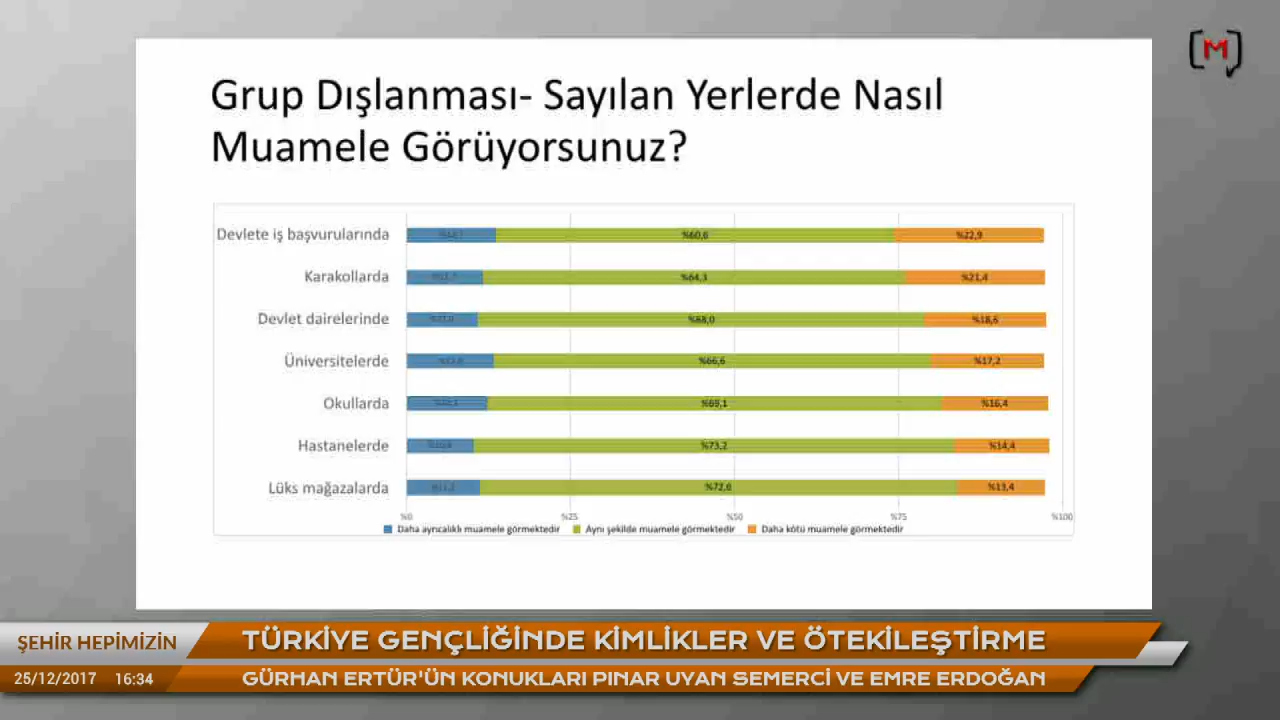 [M]
Grup Dışlanması- Sayılan Yerlerde Nasıl
Muamele Görüyorsunuz?
Devlete iş başvurularında %60,6 %22,9
Karakollarda %64,3 %21,4
Devlet dairelerinde %68,0 %18,6
Üniversitelerde %66,6 %17,2
Okullarda %69,1 %16,4
Hastanelerde %73,2 %14,4
Lüks mağazalarda %72,6 %13,4
%0 %25 %50 %75 %100
Daha ayrıcalıklı muamele görmektedir Aynı şekilde muamele görmektedir Daha kötü muamele görmektedir
ŞEHİR HEPİMİZİN
TÜRKİYE GENÇLİĞİNDE KİMLİKLER VE ÖTEKİLEŞTİRME
25/12/2017 16:34
GÜRHAN ERTÜR'ÜN KONUKLARI PINAR UYAN SEMERCİ VE EMRE ERDOĞAN